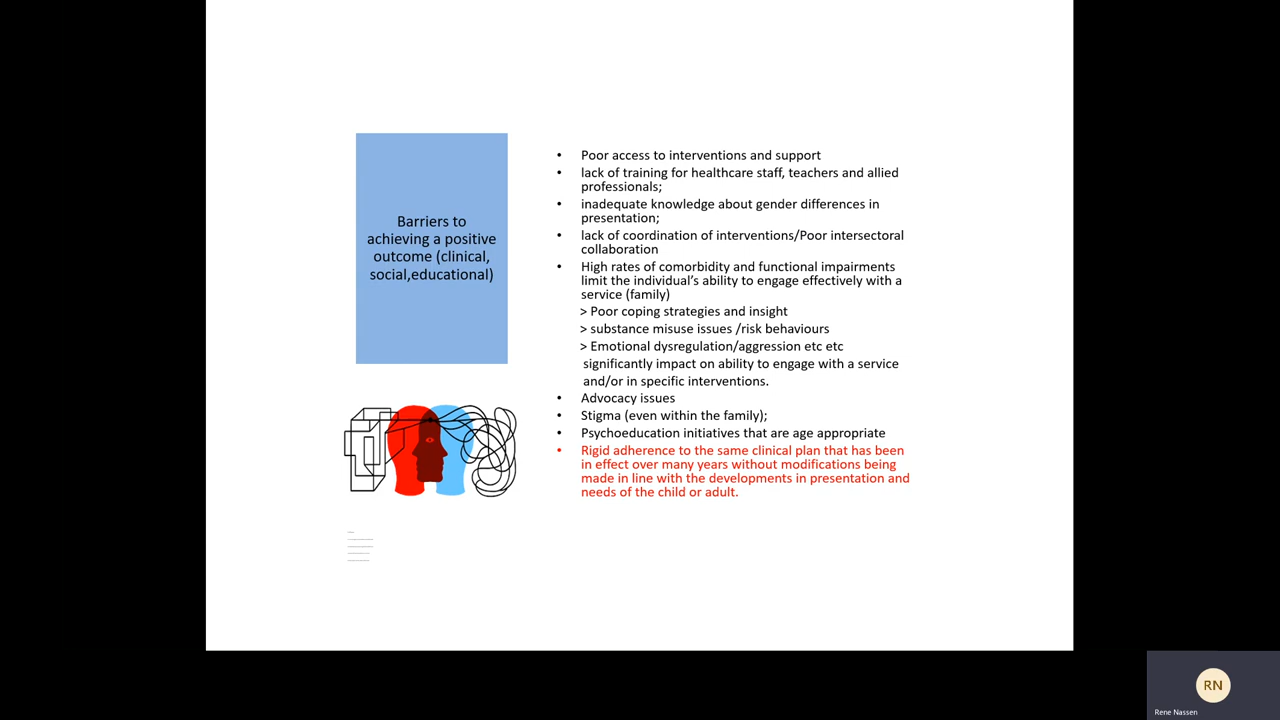 Barriers to
achieving a positive
outcome (clinical,
social,educational)
• Poor access to interventions and support
• lack of training for healthcare staff, teachers and allied
professionals;
• inadequate knowledge about gender differences in
presentation;
• lack of coordination of interventions/Poor intersectoral
collaboration
• High rates of comorbidity and functional impairments
limit the individual's ability to engage effectively with a
service (family)
> Poor coping strategies and insight
> substance misuse issues /risk behaviours
> Emotional dysregulation/aggression etc etc
significantly impact on ability to engage with a service
and/or in specific interventions.
• Advocacy issues
• Stigma (even within the family);
• Psychoeducation initiatives that are age appropriate
• Rigid adherence to the same clinical plan that has been
in effect over many years without modifications being
made in line with the developments in presentation and
needs of the child or adult.
RN
Rene Nassen